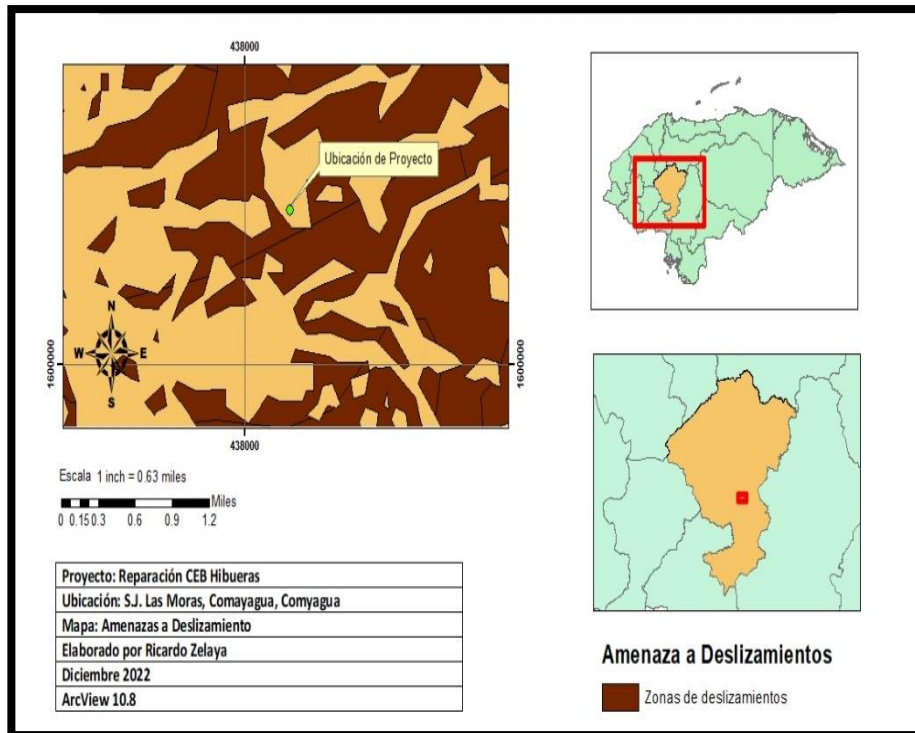 438000
Ubicación de Proyecto
N
W E
S
1600000
1600000
438000
Escala 1 inch = 0.63 miles
Miles
0 0.15 0.3 0.6 0.9 1.2
Proyecto: Reparación CEB Hibueras
Ubicación: S.J. Las Moras, Comayagua, Comyagua
Mapa: Amenazas a Deslizamiento
Elaborado por Ricardo Zelaya
Diciembre 2022
ArcView 10.8
Amenaza a Deslizamientos
Zonas de deslizamientos